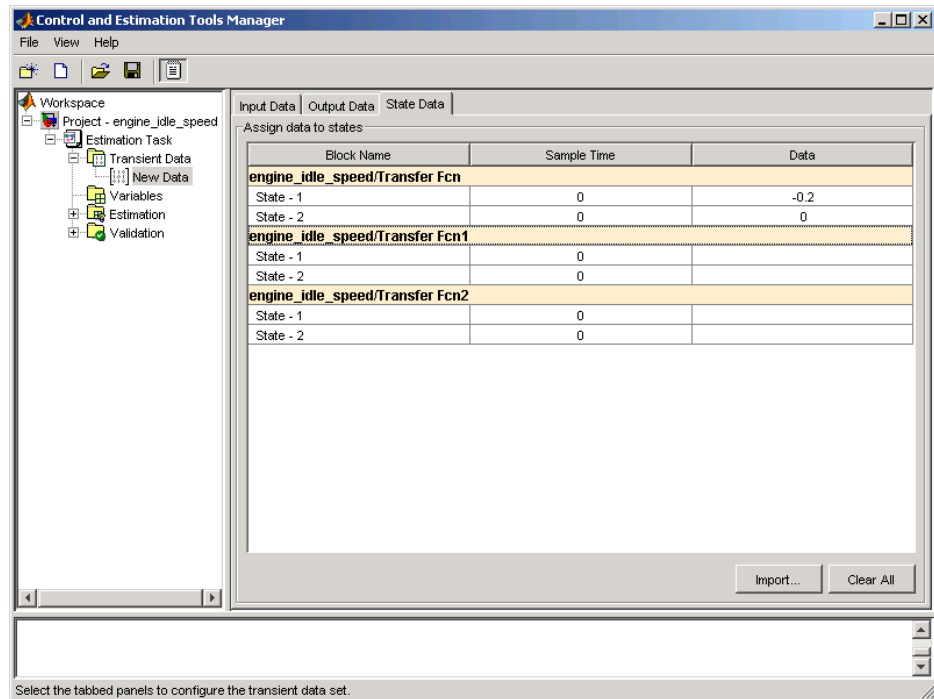 Control and Estimation Tools Manager
File View Help
Workspace
Project - engine_idle_speed
Estimation Task
Transient Data
New Data
Variables
Estimation
Validation
Input Data Output Data State Data
Assign data to states
Block Name Sample Time Data
engine_idle_speed/Transfer Fcn
State - 1 0 -0.2
State - 2 0 0
engine_idle_speed/Transfer Fcn1
State - 1 0
State - 2 0
engine_idle_speed/Transfer Fcn2
State - 1 0
State - 2 0
Import... Clear All
Select the tabbed panels to configure the transient data set.